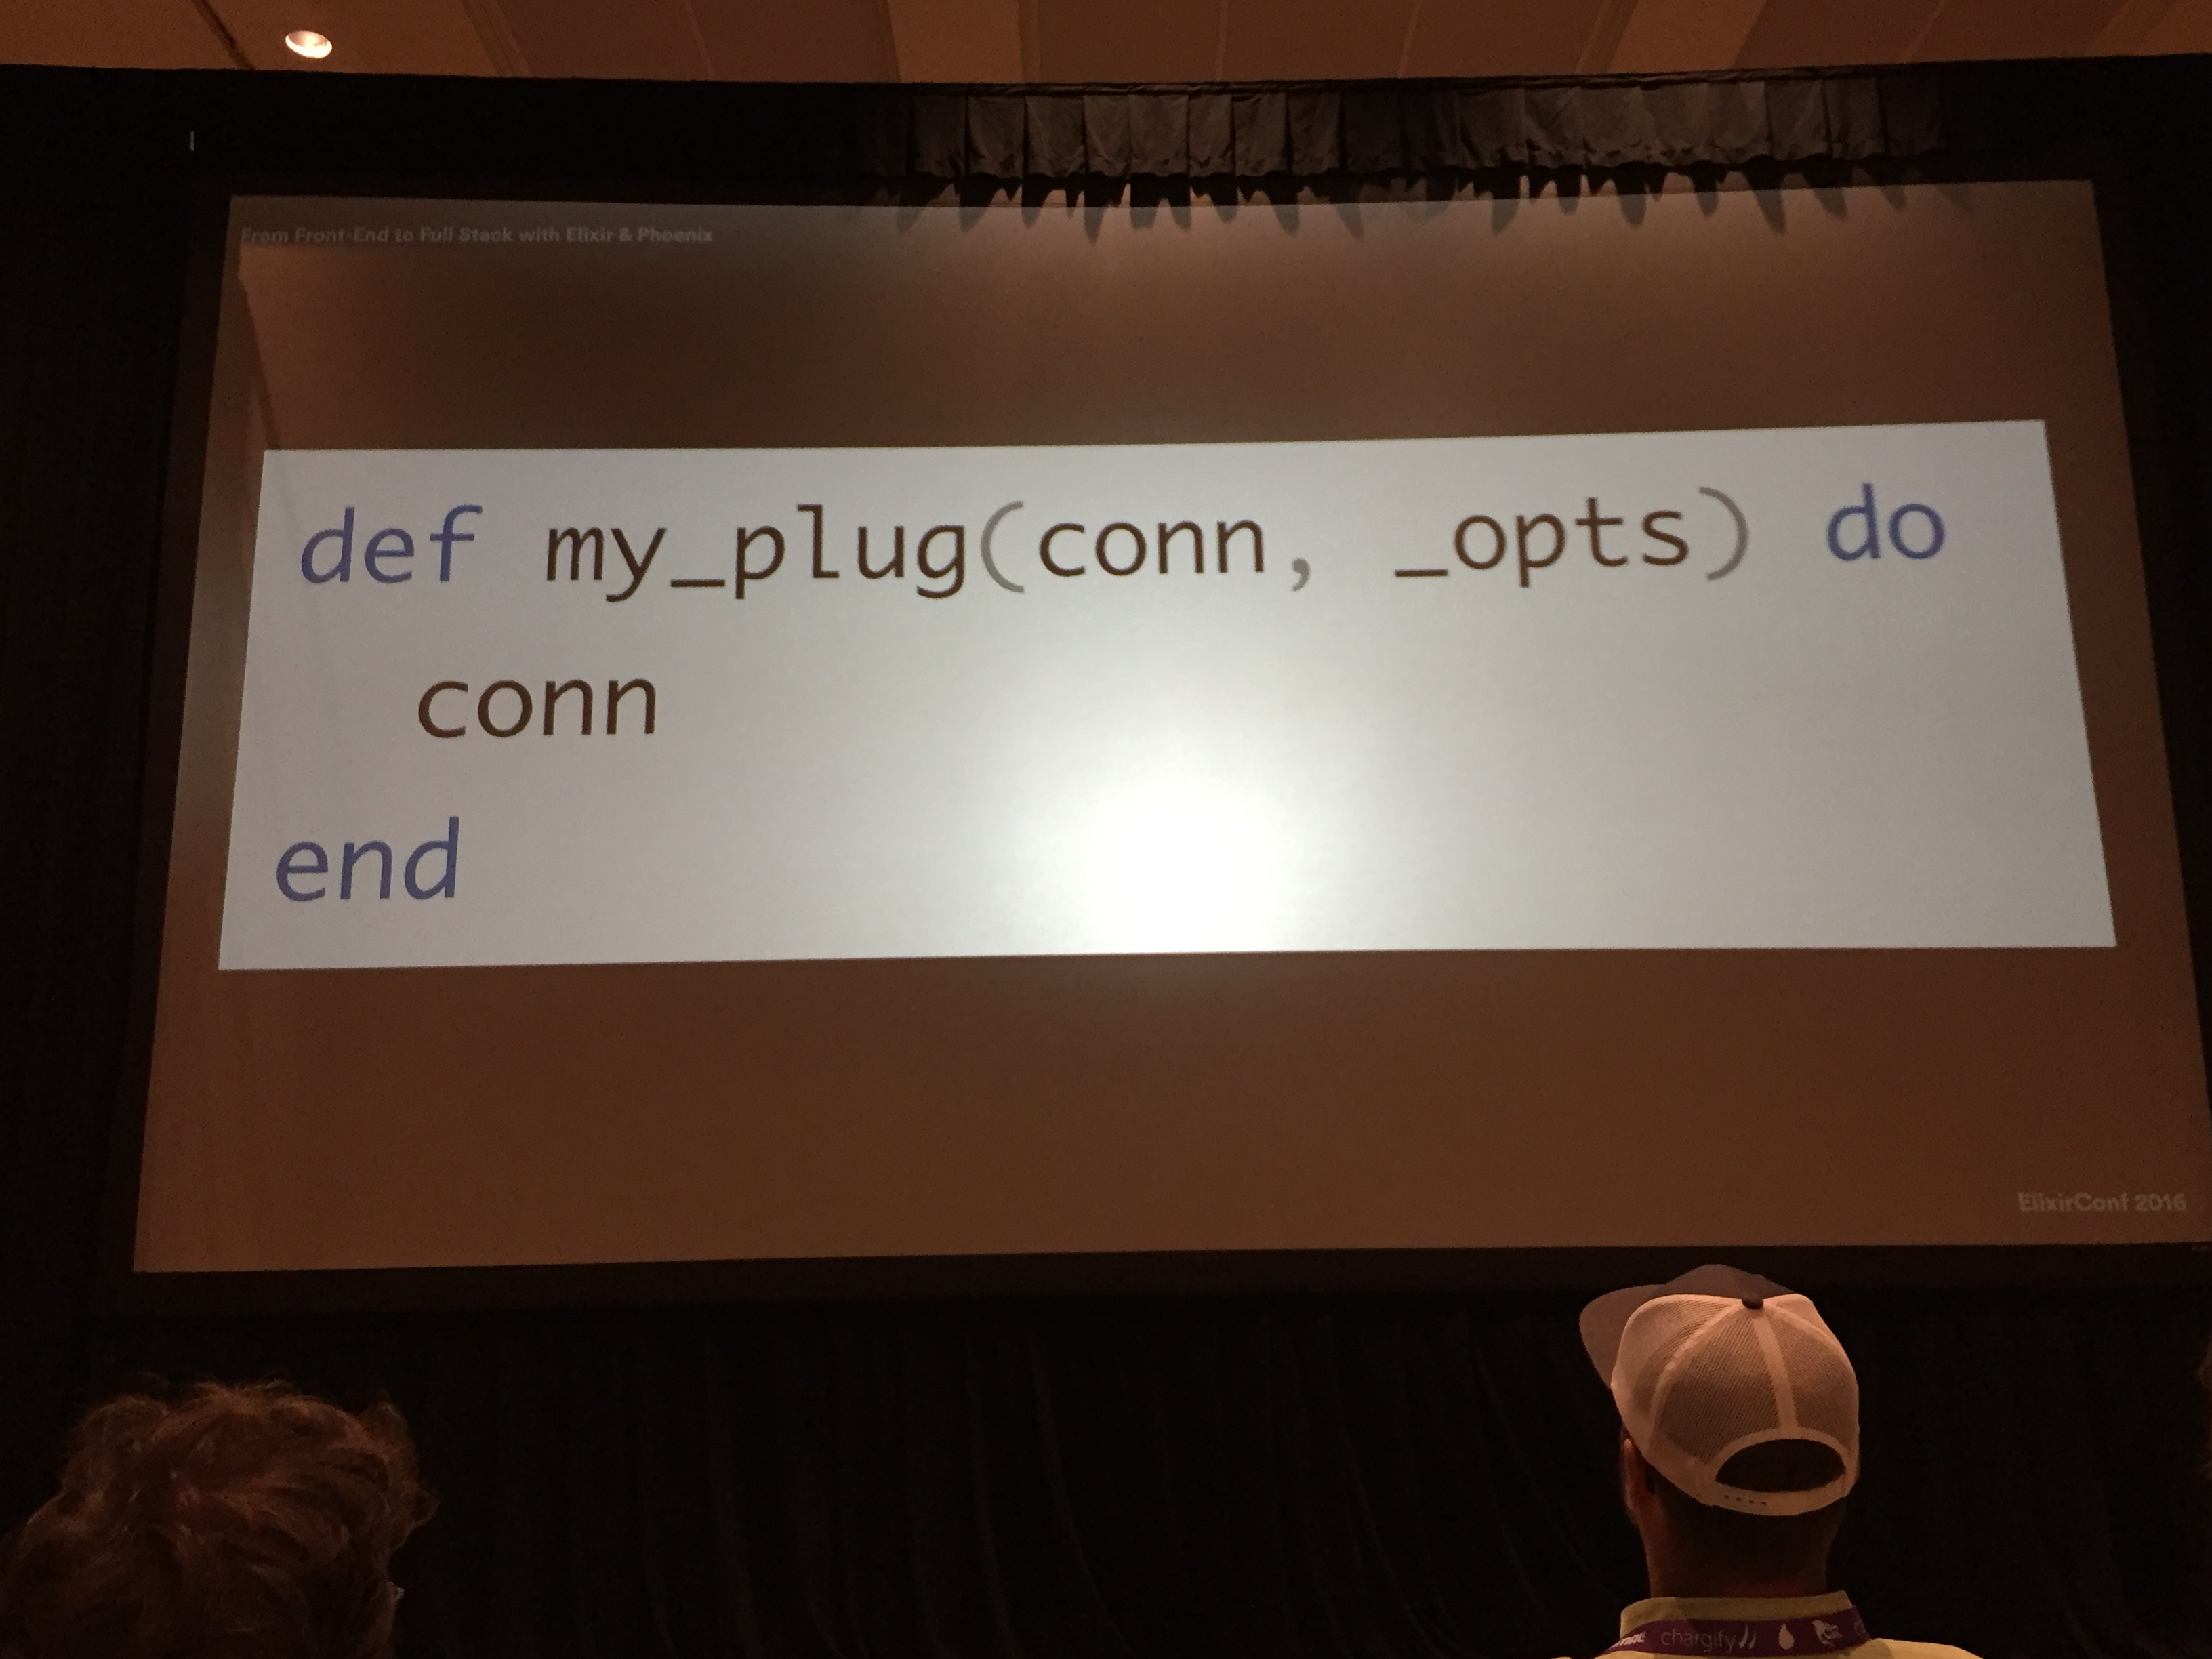 From Front-End to Full Stack with Elixir & Phoenix
def my_plug(conn, _opts) do
  conn
end
ElixirConf 2016
chargify